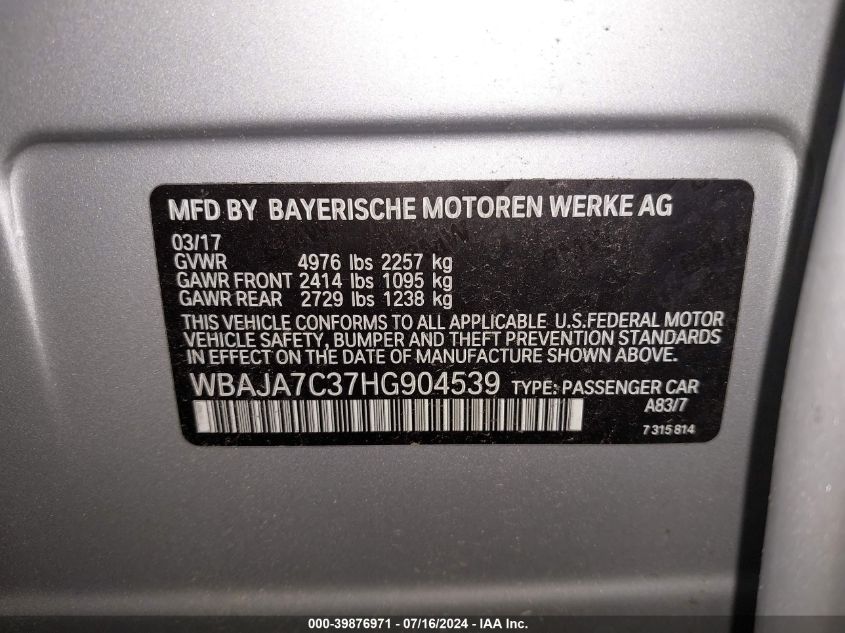 MFD BY BAYERISCHE MOTOREN WERKE AG
03/17
GVWR 4976 lbs 2257 kg
GAWR FRONT 2414 lbs 1095 kg
GAWR REAR 2729 lbs 1238 kg
THIS VEHICLE CONFORMS TO ALL APPLICABLE U.S.FEDERAL MOTOR
VEHICLE SAFETY, BUMPER AND THEFT PREVENTION STANDARDS
IN EFFECT ON THE DATE OF MANUFACTURE SHOWN ABOVE.
WBAJA7C37HG904539 TYPE: PASSENGER CAR
A83/7
7 315 814
000-39876971 - 07/16/2024 - IAA Inc.